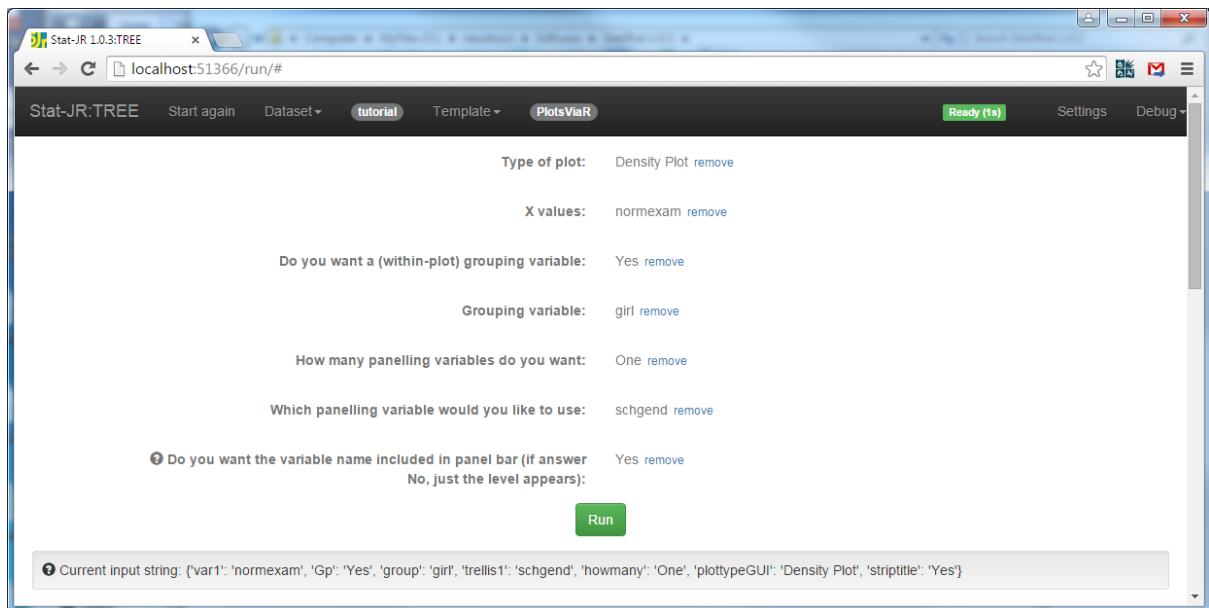 Stat-JR 1.0.3:TREE
localhost:51366/run/#
Stat-JR:TREE Start again Dataset tutorial Template PlotsViaR Ready (1s) Settings Debug
Type of plot: Density Plot remove
X values: normexam remove
Do you want a (within-plot) grouping variable: Yes remove
Grouping variable: girl remove
How many panelling variables do you want: One remove
Which panelling variable would you like to use: schgend remove
Do you want the variable name included in panel bar (if answer Yes remove
No, just the level appears):
Run
Current input string: {'var1': 'normexam', 'Gp': 'Yes', 'group': 'girl', 'trellis1': 'schgend', 'howmany': 'One', 'plottypeGUI': 'Density Plot', 'striptitle': 'Yes'}